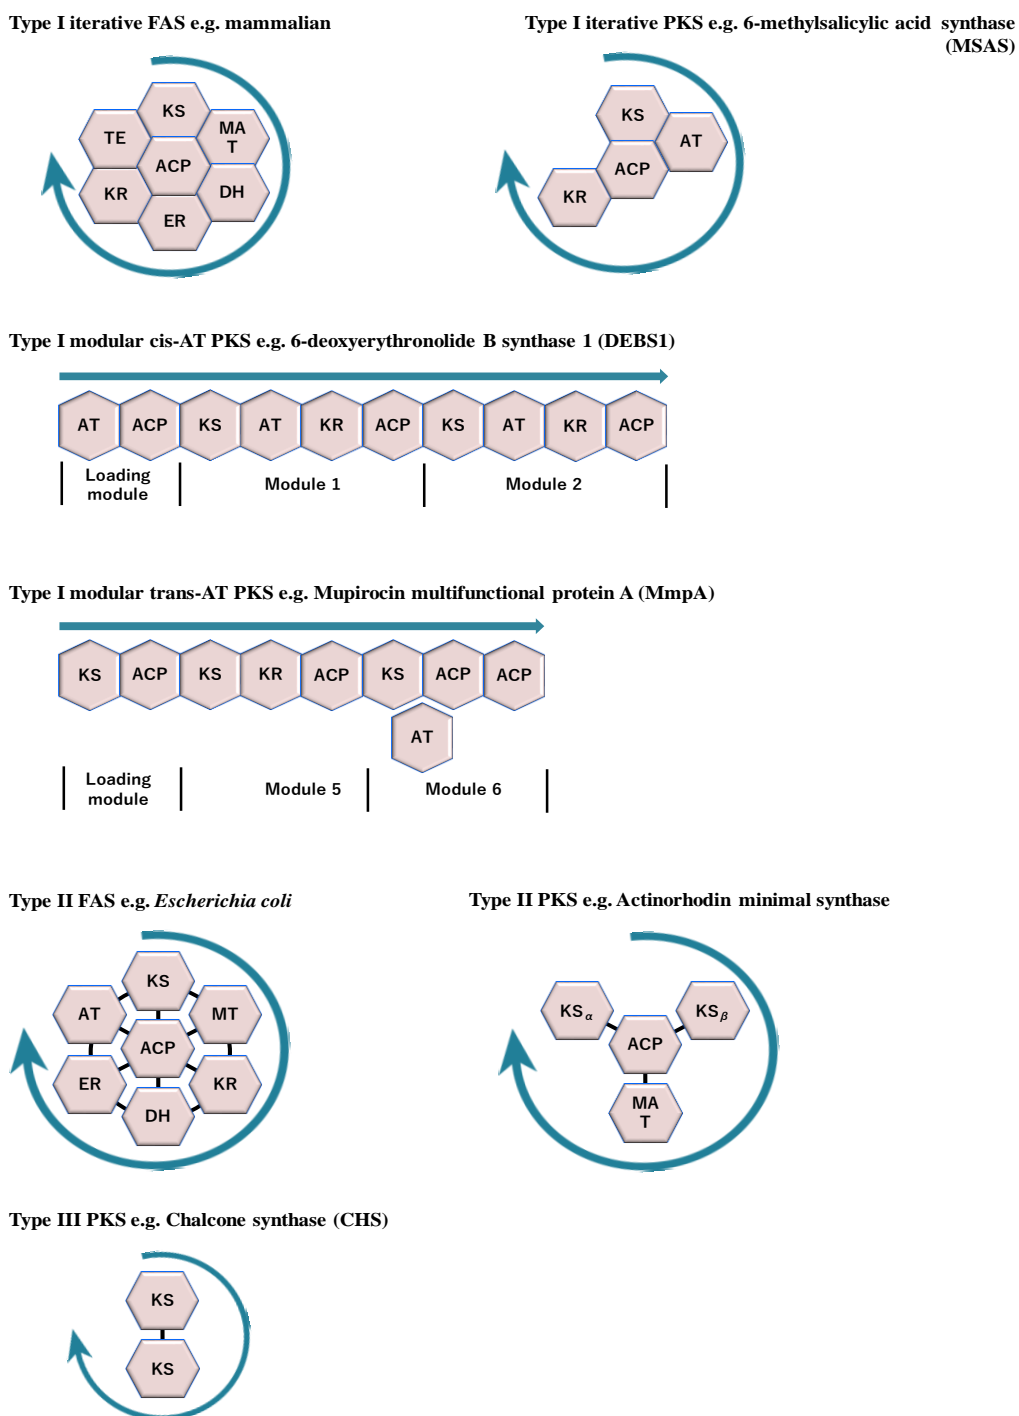 Type I iterative FAS e.g. mammalian
Type I iterative PKS e.g. 6-methylsalicylic acid synthase
(MSAS)
KS
TE
MA
T
ACP
KR
DH
ER
KS
AT
ACP
KR
Type I modular cis-AT PKS e.g. 6-deoxyerythronolide B synthase 1 (DEBS1)
AT ACP KS AT KR ACP KS AT KR ACP
Loading
module
Module 1
Module 2
Type I modular trans-AT PKS e.g. Mupirocin multifunctional protein A (MmpA)
KS ACP KS KR ACP KS ACP ACP
AT
Loading
module
Module 5
Module 6
Type II FAS e.g. Escherichia coli
Type II PKS e.g. Actinorhodin minimal synthase
KS
AT
MT
ACP
ER
KR
DH
KSα
KSβ
ACP
MA
T
Type III PKS e.g. Chalcone synthase (CHS)
KS
KS